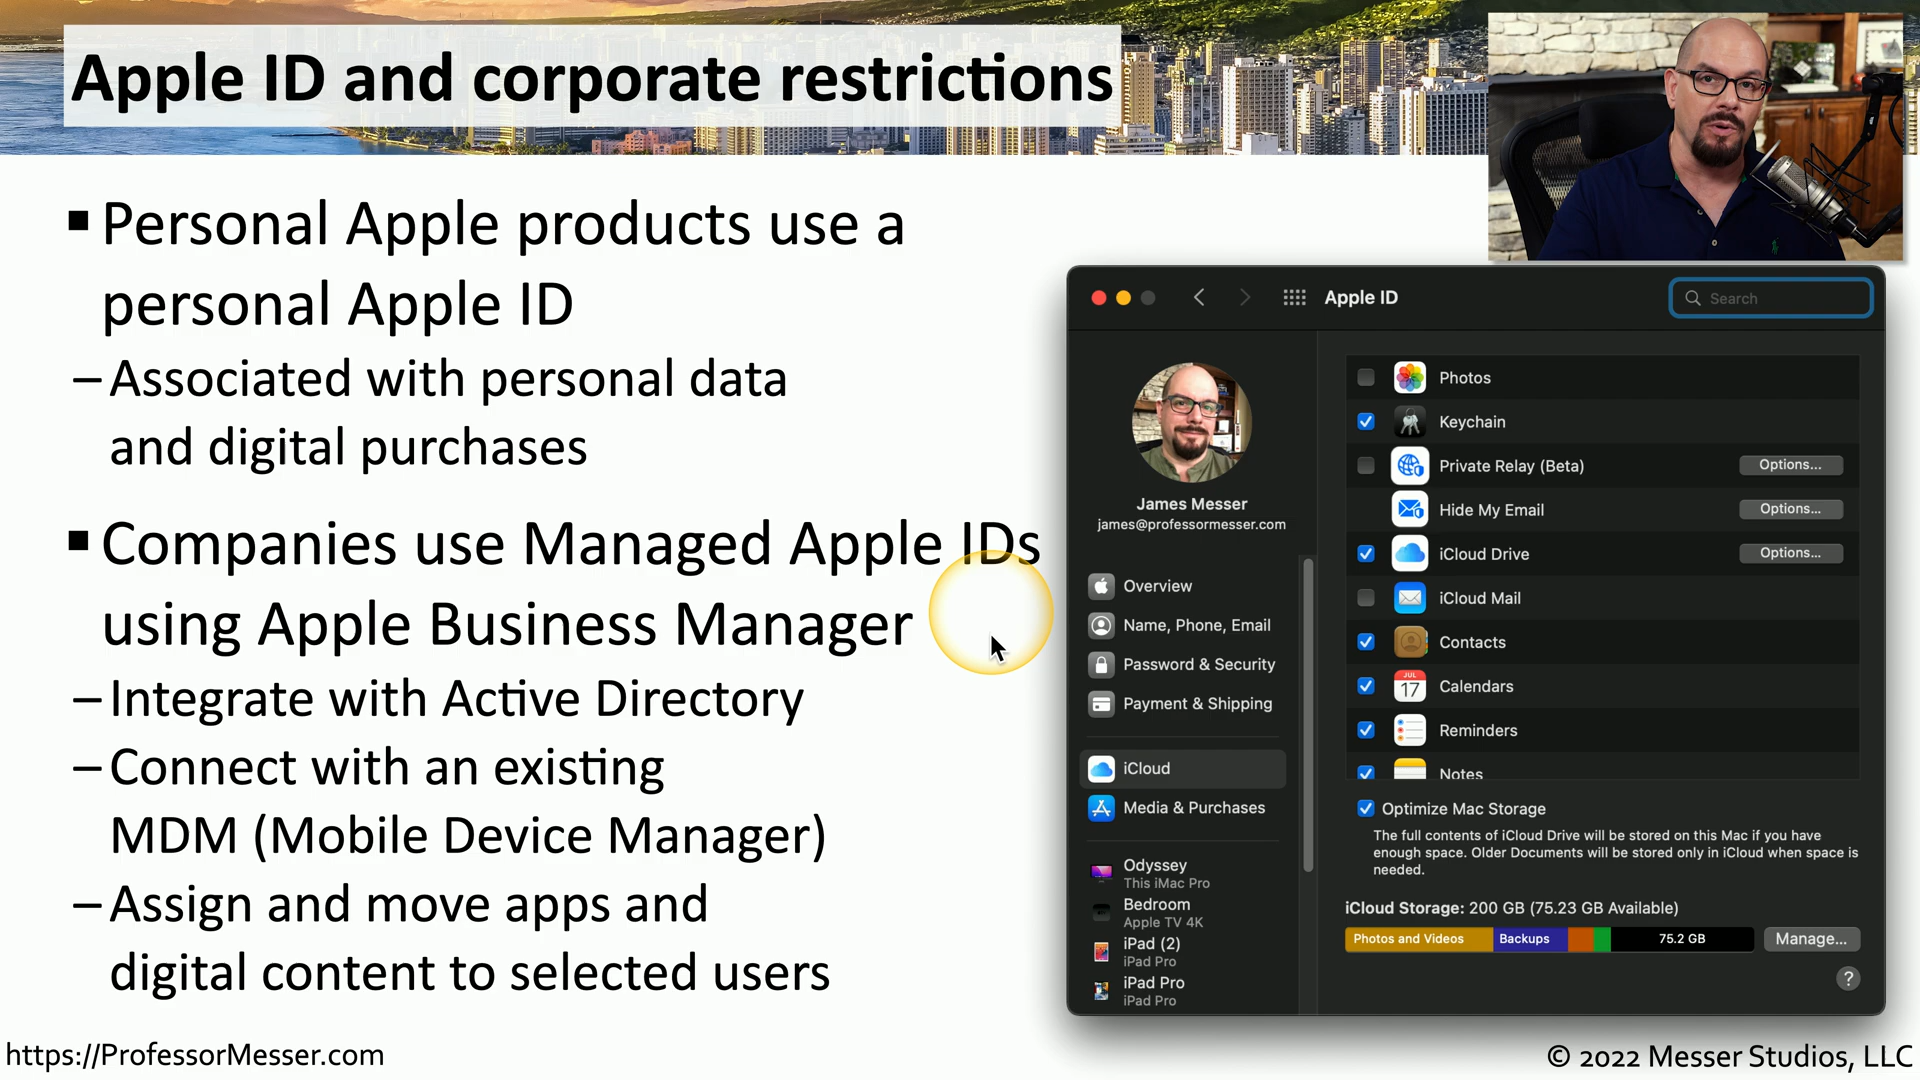 Apple ID and corporate restrictions
▪ Personal Apple products use a
personal Apple ID
– Associated with personal data
and digital purchases
▪ Companies use Managed Apple IDs
using Apple Business Manager
– Integrate with Active Directory
– Connect with an existing
MDM (Mobile Device Manager)
– Assign and move apps and
digital content to selected users
Apple ID
Search
James Messer
james@professormesser.com
Overview
Name, Phone, Email
Password & Security
Payment & Shipping
iCloud
Media & Purchases
Odyssey
This iMac Pro
Bedroom
Apple TV 4K
iPad (2)
iPad Pro
iPad Pro
iPad Pro
Photos
Keychain
Private Relay (Beta) Options...
Hide My Email Options...
iCloud Drive Options...
iCloud Mail
Contacts
JUL
17
Calendars
Reminders
Notes
Optimize Mac Storage
The full contents of iCloud Drive will be stored on this Mac if you have
enough space. Older Documents will be stored only in iCloud when space is
needed.
iCloud Storage: 200 GB (75.23 GB Available)
Photos and Videos Backups 75.2 GB Manage...
?
https://ProfessorMesser.com
© 2022 Messer Studios, LLC